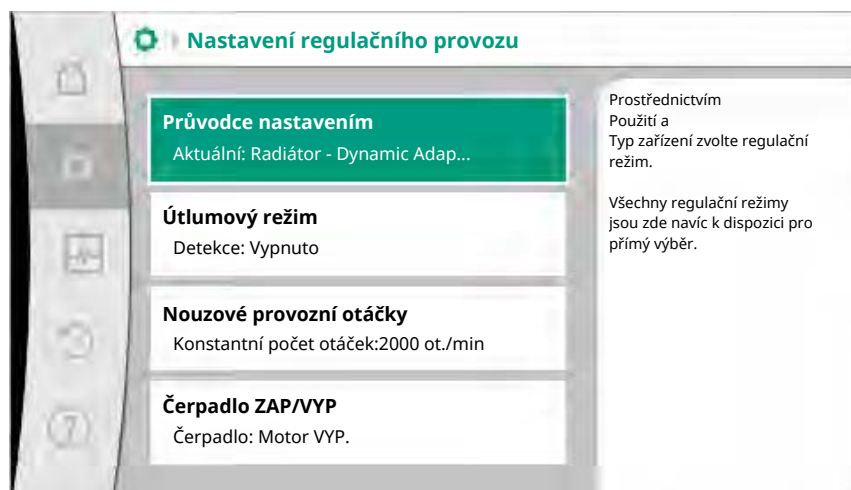 Nastavení regulačního provozu
Průvodce nastavením
Aktuální: Radiátor - Dynamic Adap...
Útlumový režim
Detekce: Vypnuto
Nouzové provozní otáčky
Konstantní počet otáček:2000 ot./min
Čerpadlo ZAP/VYP
Čerpadlo: Motor VYP.
Prostřednictvím
Použití a
Typ zařízení zvolte regulační
režim.
Všechny regulační režimy
jsou zde navíc k dispozici pro
přímý výběr.